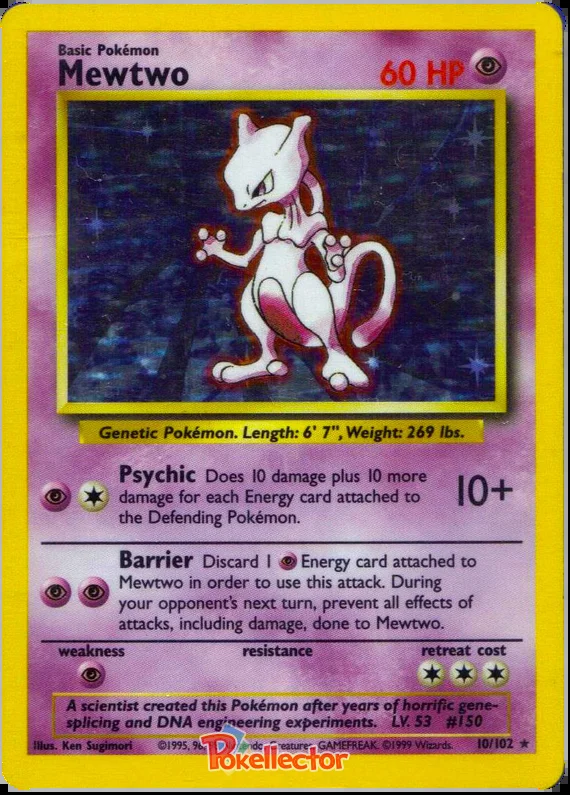 Basic Pokémon
Mewtwo
60 HP
Genetic Pokémon. Length: 6' 7", Weight: 269 lbs.
Psychic Does 10 damage plus 10 more
damage for each Energy card attached to
the Defending Pokémon.
10+
Barrier Discard 1 Energy card attached to
Mewtwo in order to use this attack. During
your opponent's next turn, prevent all effects of
attacks, including damage, done to Mewtwo.
weakness resistance retreat cost
A scientist created this Pokémon after years of horrific gene-
splicing and DNA engineering experiments. LV. 53 #150
Illus. Ken Sugimori ©1995, 96, Creatures, GAMEFREAK. ©1999 Wizards. 10/102 ★
Pokellector